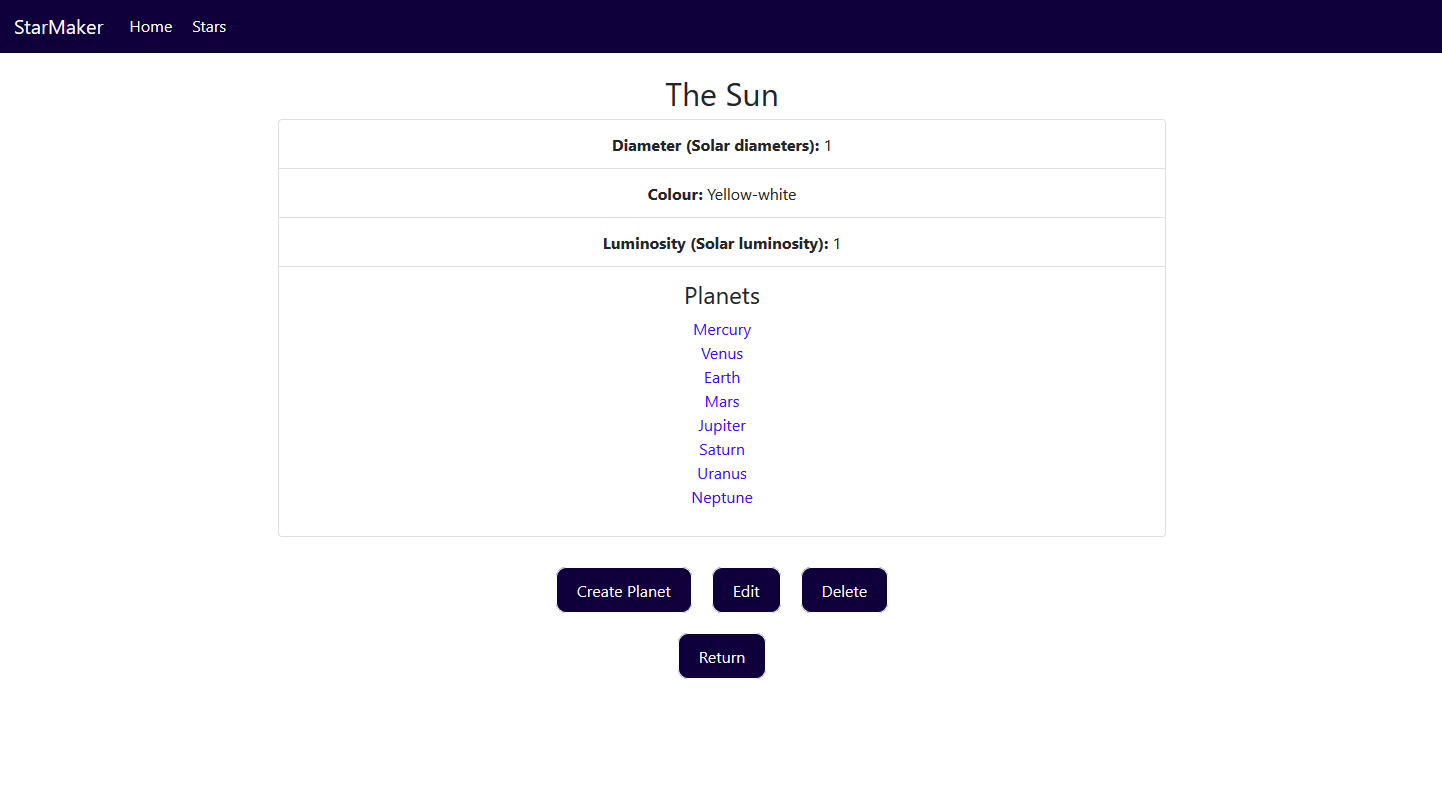 StarMaker Home Stars
The Sun
Diameter (Solar diameters): 1
Colour: Yellow-white
Luminosity (Solar luminosity): 1
Planets
Mercury
Venus
Earth
Mars
Jupiter
Saturn
Uranus
Neptune
Create Planet Edit Delete
Return